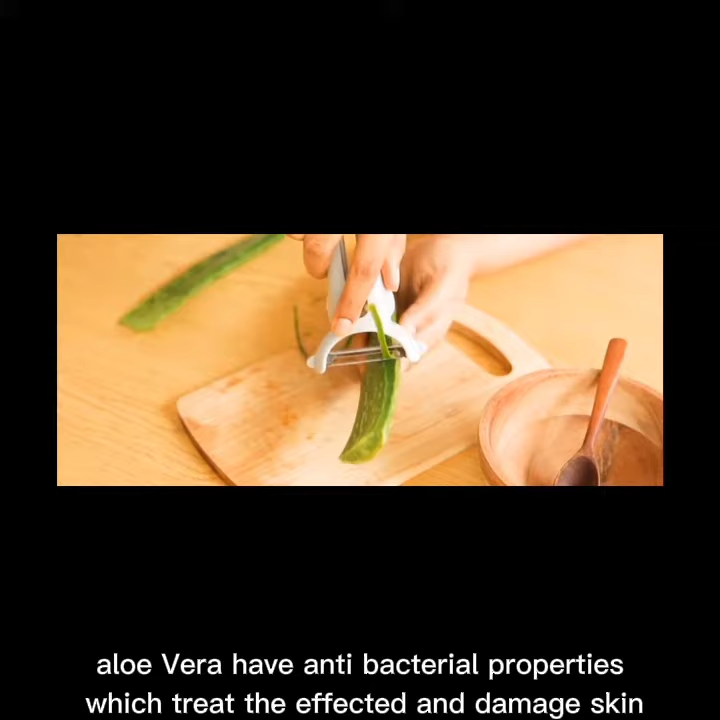 aloe Vera have anti bacterial properties
which treat the effected and damage skin